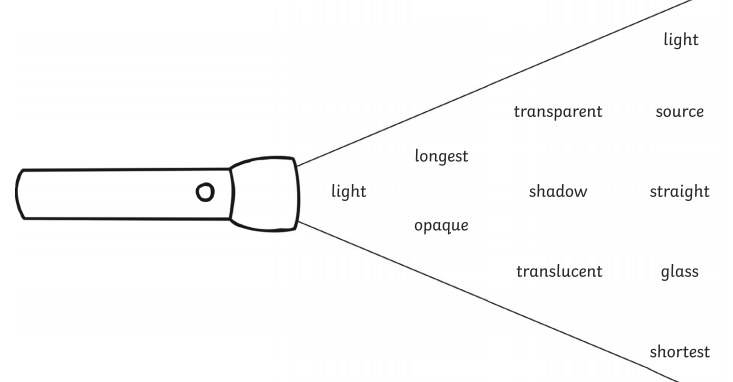 light
transparent source
longest
light shadow straight
opaque
translucent glass
shortest